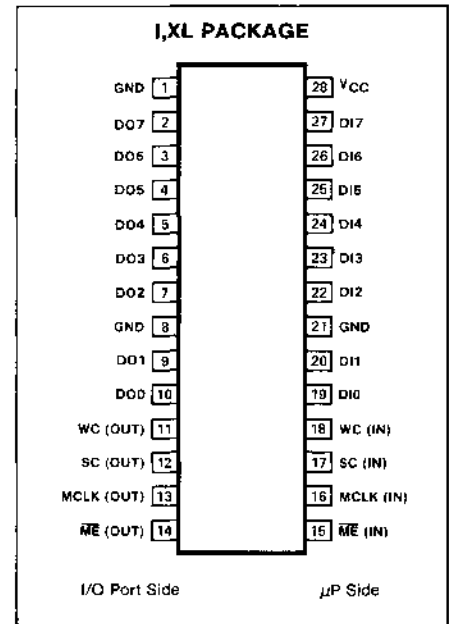 I,XL PACKAGE
GND 1 28 VCC
DO7 2 27 DI7
DO6 3 26 DI6
DO5 4 25 DI5
DO4 5 24 DI4
DO3 6 23 DI3
DO2 7 22 DI2
GND 8 21 GND
DO1 9 20 DI1
DO0 10 19 DI0
WC (OUT) 11 18 WC (IN)
SC (OUT) 12 17 SC (IN)
MCLK (OUT) 13 16 MCLK (IN)
M̅E̅ (OUT) 14 15 M̅E̅ (IN)
I/O Port Side µP Side